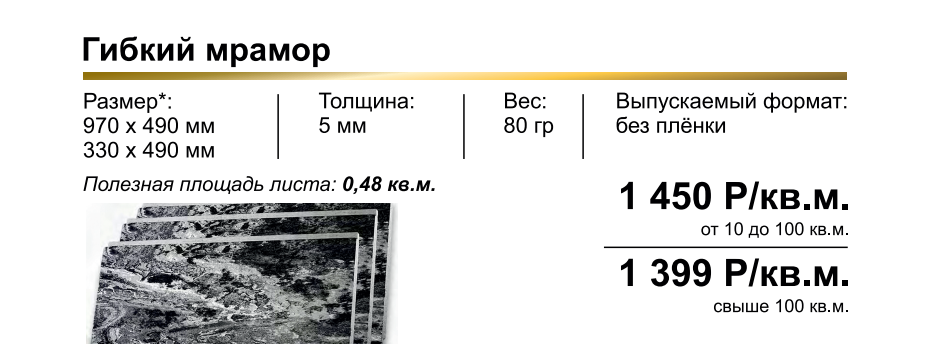 Гибкий мрамор
Размер*:
970 х 490 мм
330 х 490 мм
Толщина:
5 мм
Вес:
80 гр
Выпускаемый формат:
без плёнки
Полезная площадь листа: 0,48 кв.м.
1 450 Р/кв.м.
от 10 до 100 кв.м.
1 399 Р/кв.м.
свыше 100 кв.м.